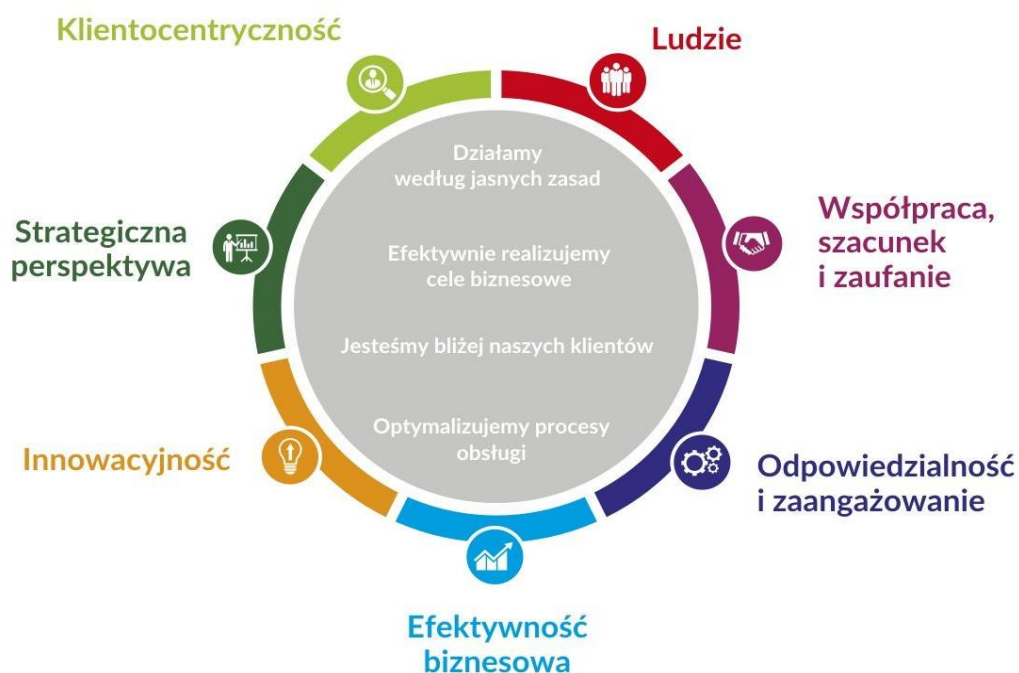 Klientocentryczność
Ludzie
Działamy
według jasnych zasad
Strategiczna
perspektywa
Efektywnie realizujemy
cele biznesowe
Współpraca,
szacunek
i zaufanie
Jesteśmy bliżej naszych klientów
Innowacyjność
Optymalizujemy procesy
obsługi
Odpowiedzialność
i zaangażowanie
Efektywność
biznesowa